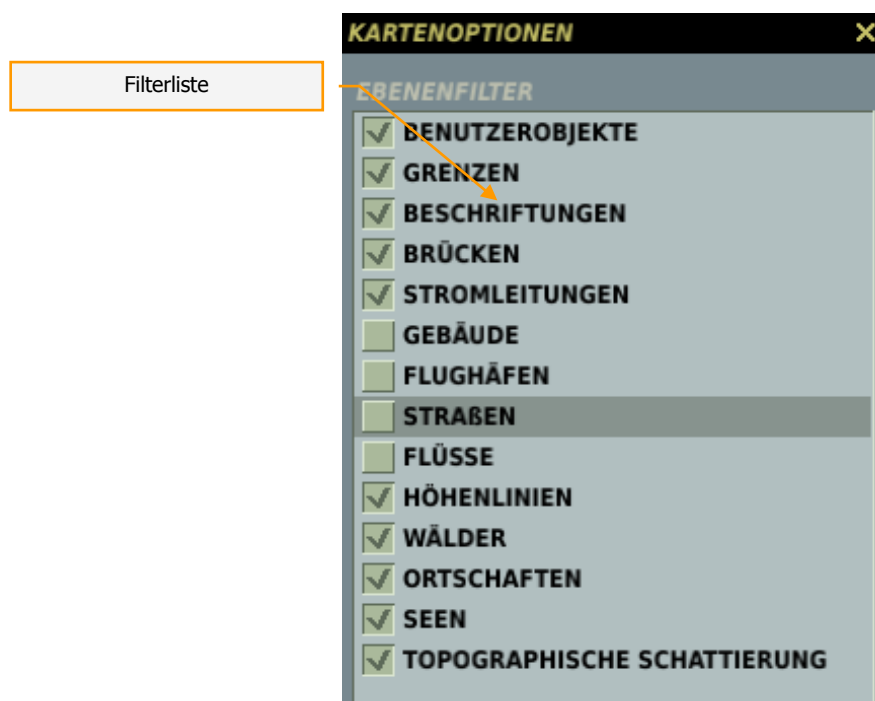 KARTENOPTIONEN
Filterliste
EBENENFILTER
BENUTZEROBJEKTE
GRENZEN
BESCHRIFTUNGEN
BRÜCKEN
STROMLEITUNGEN
GEBÄUDE
FLUGHÄFEN
STRAßEN
FLÜSSE
HÖHENLINIEN
WÄLDER
ORTSCHAFTEN
SEEN
TOPOGRAPHISCHE SCHATTIERUNG